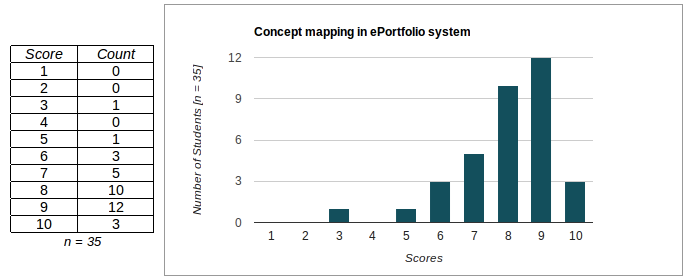 Score Count
1 0
2 0
3 1
4 0
5 1
6 3
7 5
8 10
9 12
10 3
n = 35
Concept mapping in ePortfolio system
Number of Students [n = 35]
12
9
6
3
0
1 2 3 4 5 6 7 8 9 10
Scores